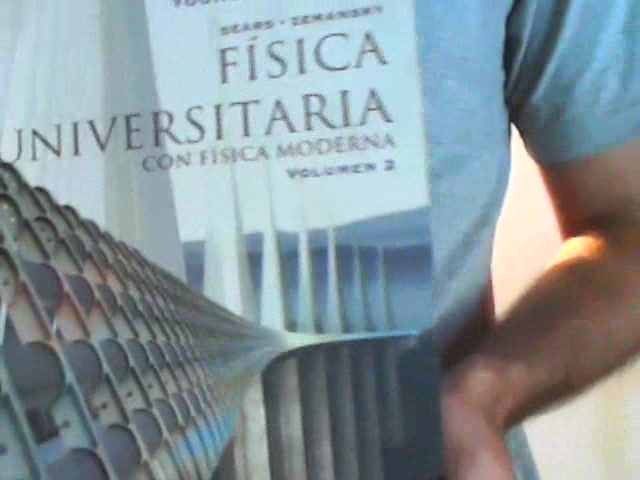 SEARS • ZEMANSKY
FÍSICA
UNIVERSITARIA
CON FÍSICA MODERNA
VOLUMEN 2